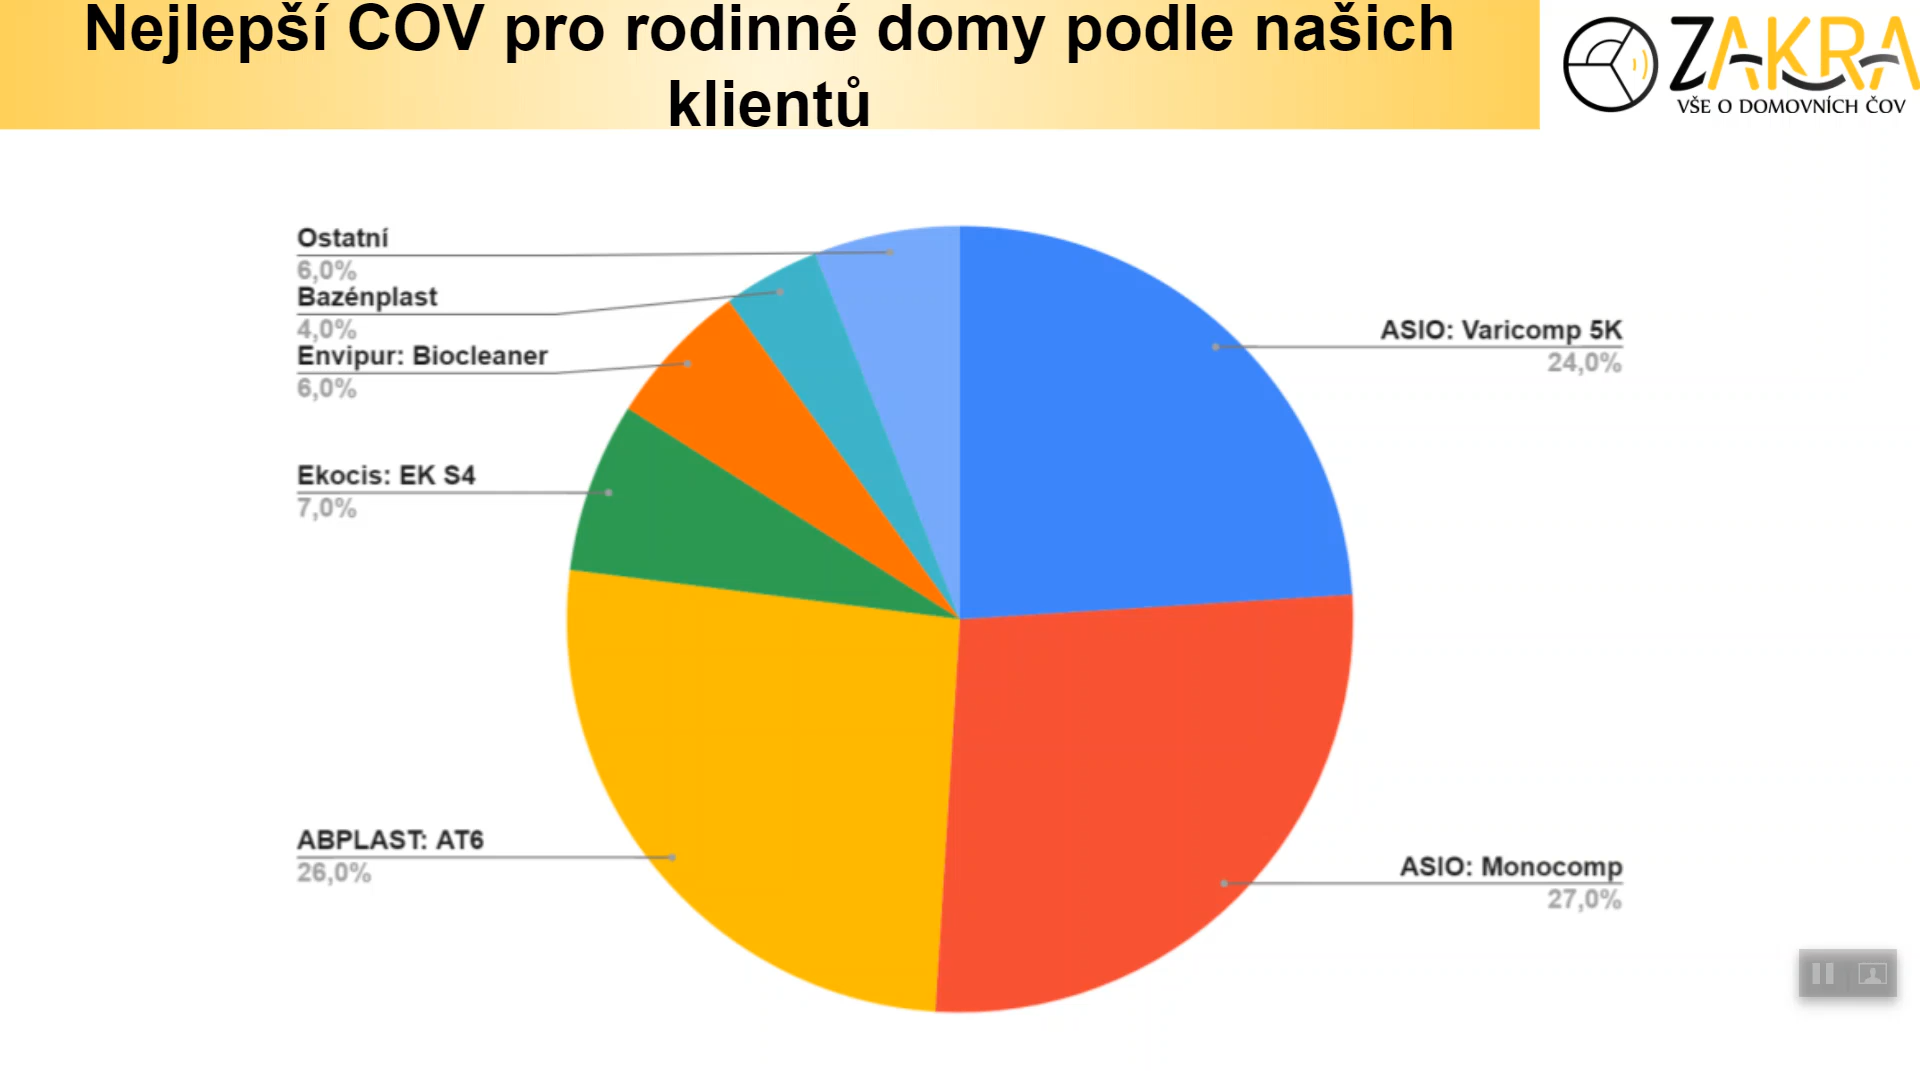 Nejlepší COV pro rodinné domy podle našich
klientů
ZAKRA
VŠE O DOMOVNÍCH ČOV
Ostatní
6,0%
Bazénplast
4,0%
Envipur: Biocleaner
6,0%
Ekocis: EK S4
7,0%
ABPLAST: AT6
26,0%
ASIO: Varicomp 5K
24,0%
ASIO: Monocomp
27,0%